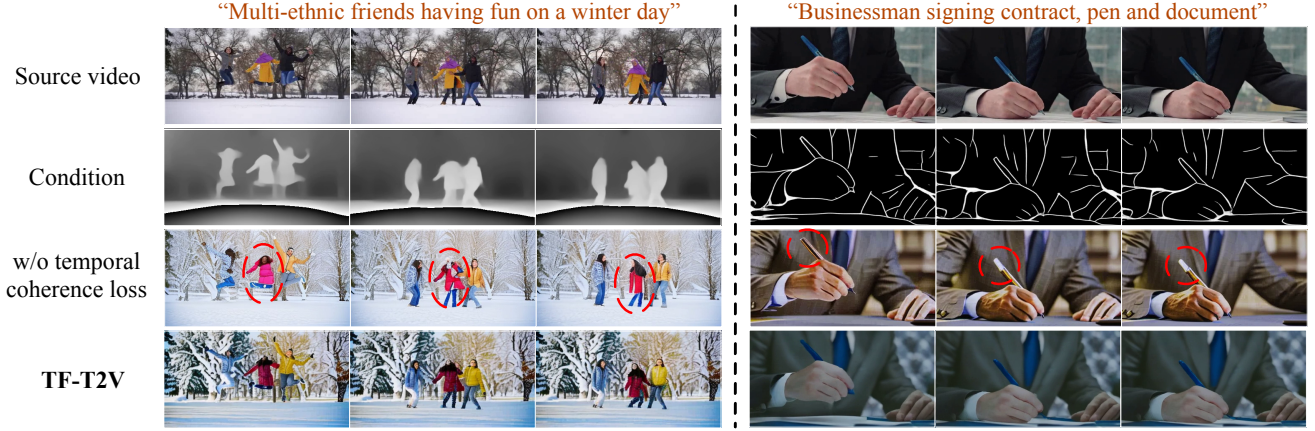 “Multi-ethnic friends having fun on a winter day”
“Businessman signing contract, pen and document”
Source video
Condition
w/o temporal
coherence loss
TF-T2V